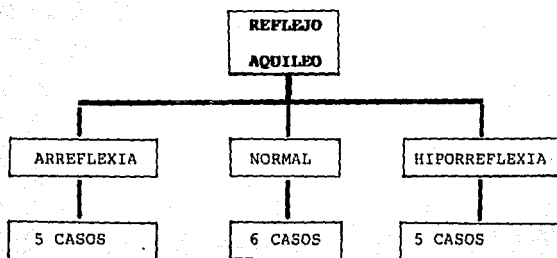 REFLEJO
AQUILEO
ARREFLEXIA NORMAL HIPORREFLEXIA
5 CASOS 6 CASOS 5 CASOS